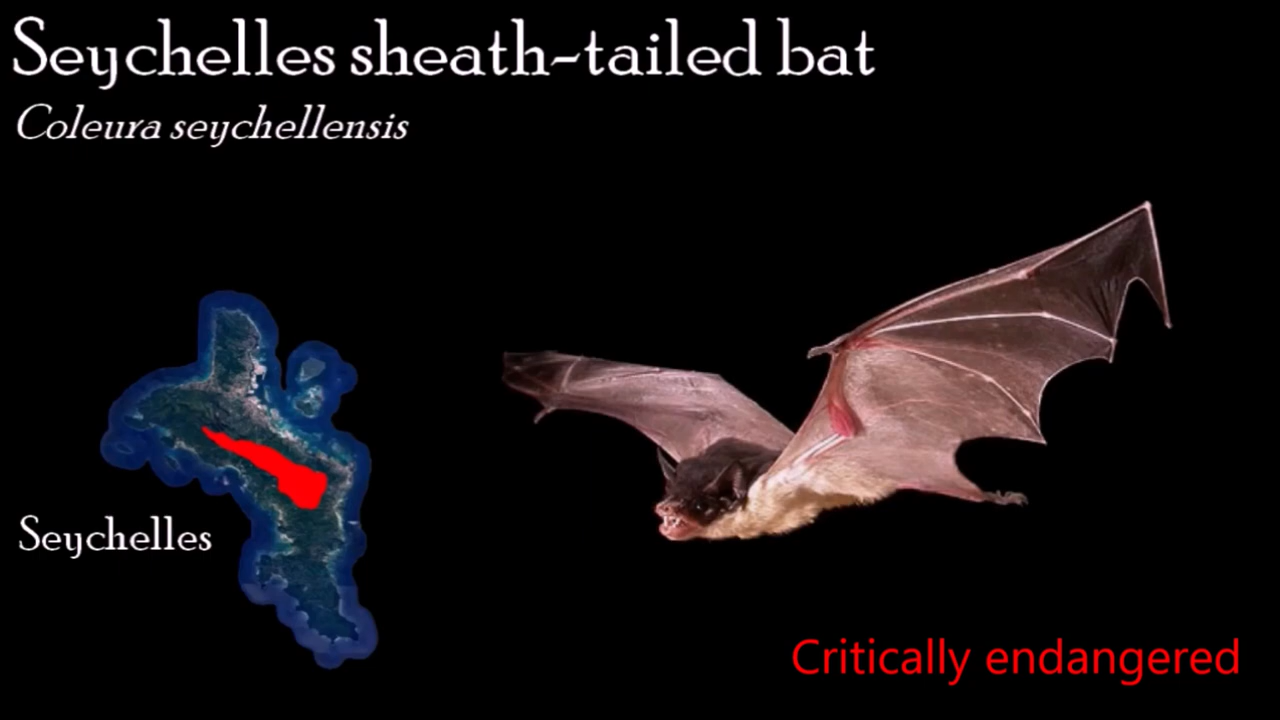 Seychelles sheath-tailed bat
Coleura seychellensis
Seychelles
Critically endangered